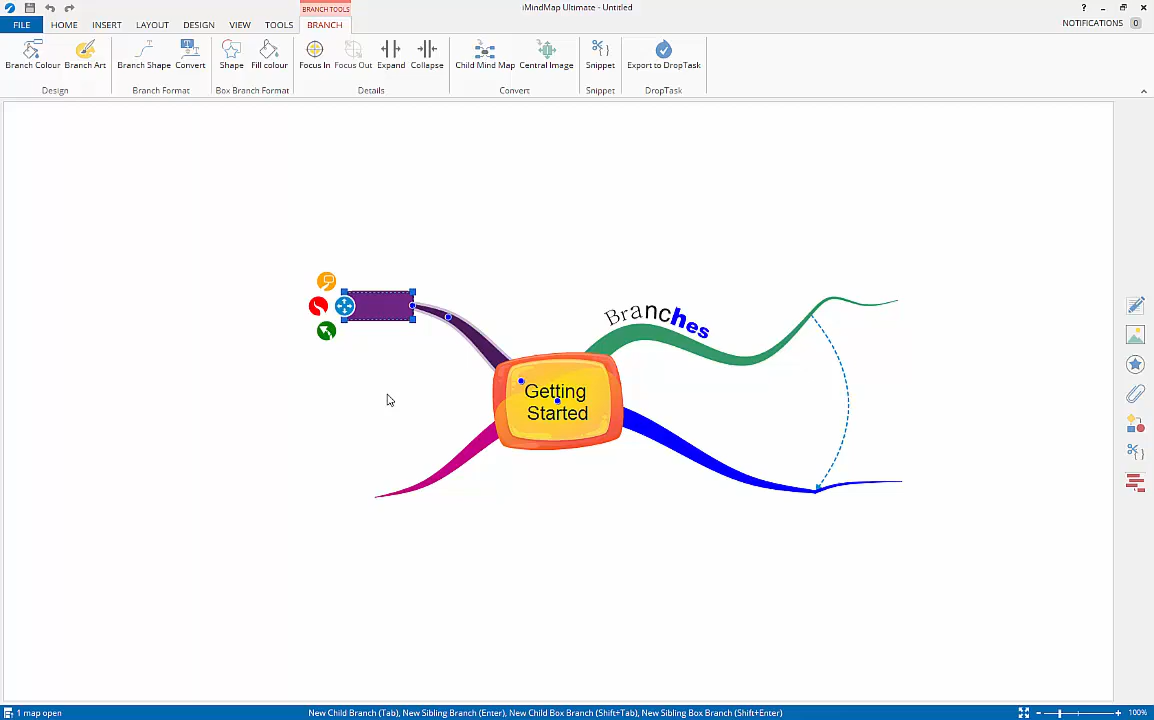 iMindMap Ultimate - Untitled
BRANCH TOOLS
FILE HOME INSERT LAYOUT DESIGN VIEW TOOLS BRANCH
NOTIFICATIONS 0
Branch Colour Branch Art Branch Shape Convert Shape Fill colour Focus In Focus Out Expand Collapse Child Mind Map Central Image Snippet Export to DropTask
Design Branch Format Box Branch Format Details Convert Snippet DropTask
Branches
Getting
Started
1 map open
New Child Branch (Tab), New Sibling Branch (Enter), New Child Box Branch (Shift+Tab), New Sibling Box Branch (Shift+Enter)
100%